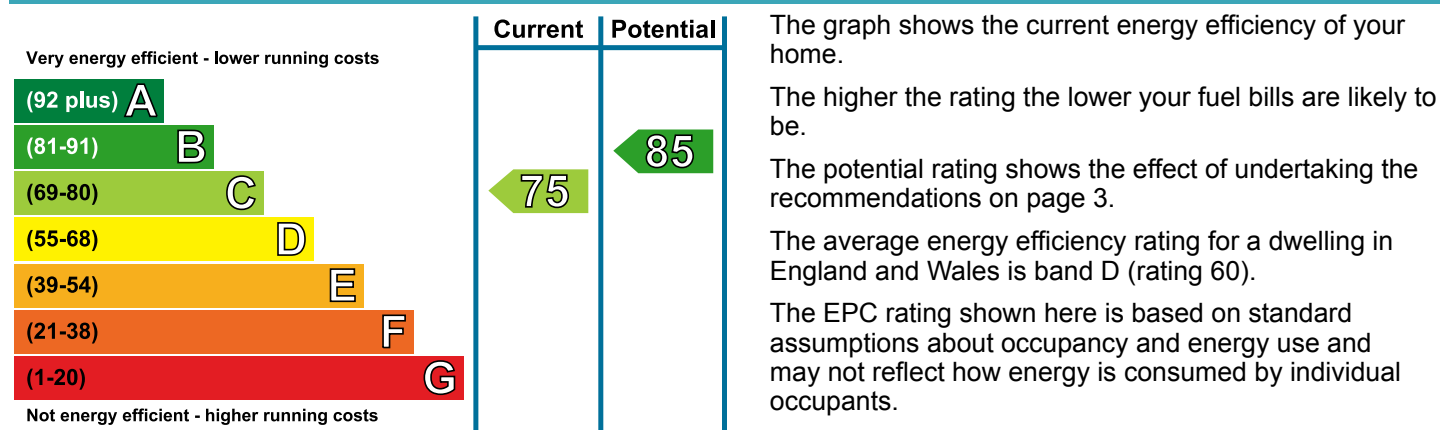 Current Potential
Very energy efficient - lower running costs
(92 plus) A
(81-91) B
85
(69-80) C
75
(55-68) D
(39-54) E
(21-38) F
(1-20) G
Not energy efficient - higher running costs
The graph shows the current energy efficiency of your
home.
The higher the rating the lower your fuel bills are likely to
be.
The potential rating shows the effect of undertaking the
recommendations on page 3.
The average energy efficiency rating for a dwelling in
England and Wales is band D (rating 60).
The EPC rating shown here is based on standard
assumptions about occupancy and energy use and
may not reflect how energy is consumed by individual
occupants.